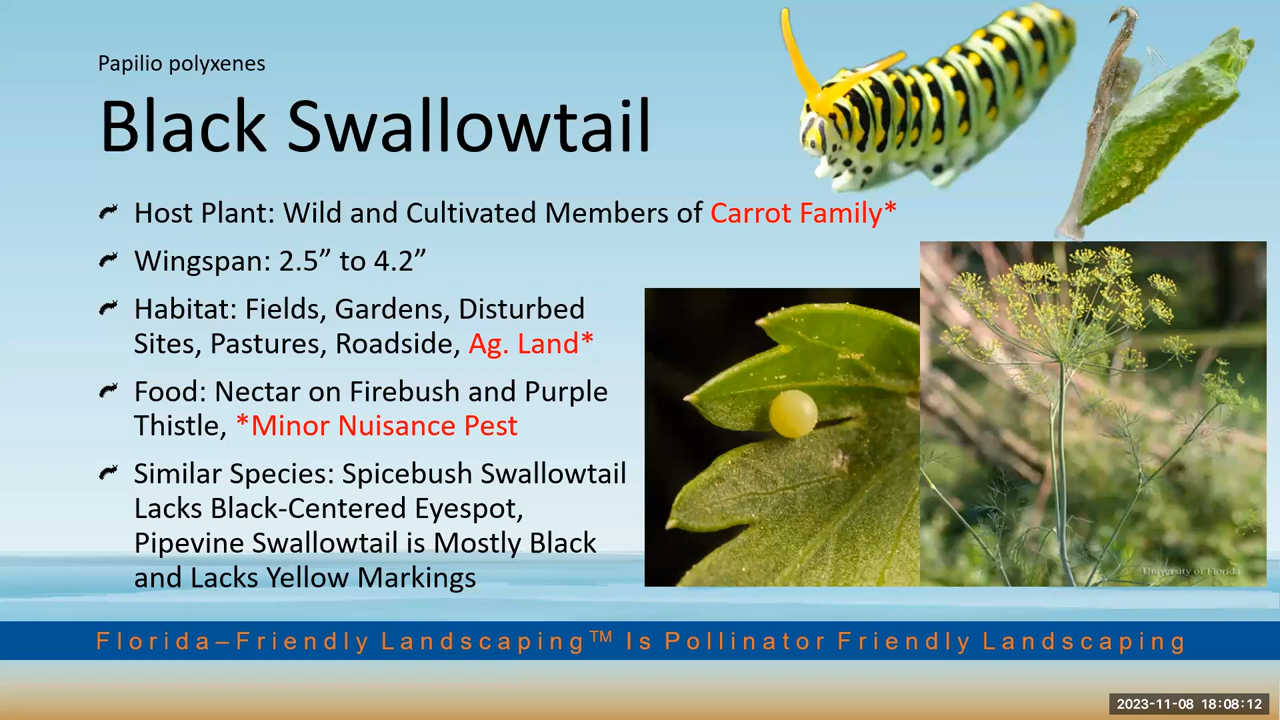 Papilio polyxenes
Black Swallowtail
Host Plant: Wild and Cultivated Members of Carrot Family*
Wingspan: 2.5” to 4.2”
Habitat: Fields, Gardens, Disturbed
Sites, Pastures, Roadside, Ag. Land*
Food: Nectar on Firebush and Purple
Thistle, *Minor Nuisance Pest
Similar Species: Spicebush Swallowtail
Lacks Black-Centered Eyespot,
Pipevine Swallowtail is Mostly Black
and Lacks Yellow Markings
University of Florida
Florida–Friendly Landscaping™ Is Pollinator Friendly Landscaping
2023-11-08 18:08:12